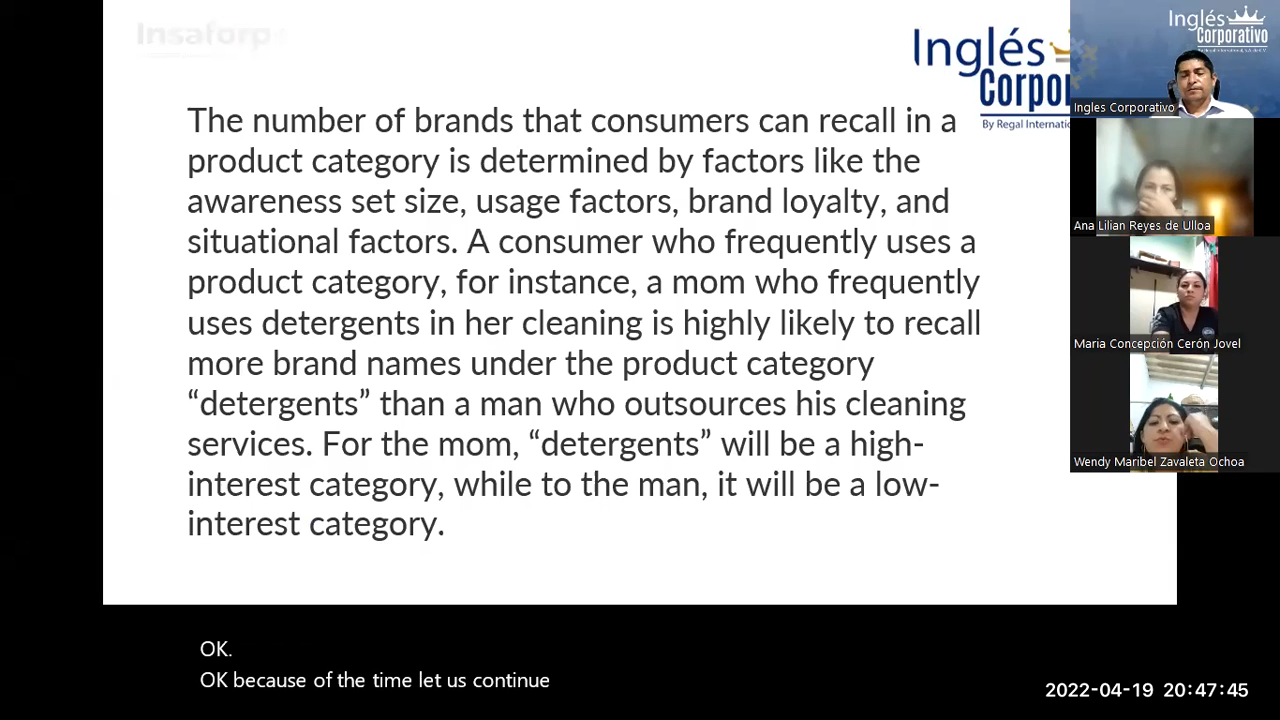 Insaforp
Inglés
Corpor
By Regal Internatio
The number of brands that consumers can recall in a
product category is determined by factors like the
awareness set size, usage factors, brand loyalty, and
situational factors. A consumer who frequently uses a
product category, for instance, a mom who frequently
uses detergents in her cleaning is highly likely to recall
more brand names under the product category
“detergents” than a man who outsources his cleaning
services. For the mom, “detergents” will be a high-
interest category, while to the man, it will be a low-
interest category.
Inglés
Corporativo
Ingles Corporativo
Ana Lilian Reyes de Ulloa
Maria Concepción Cerón Jovel
Wendy Maribel Zavaleta Ochoa
OK.
OK because of the time let us continue
2022-04-19 20:47:45